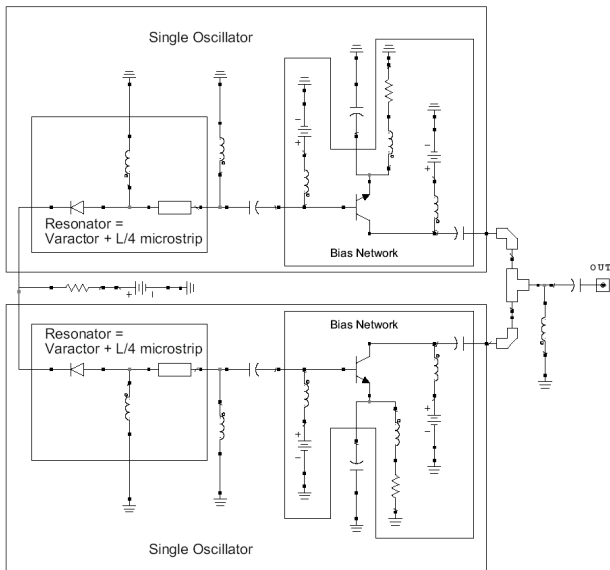 Single Oscillator
Resonator =
Varactor + L/4 microstrip
Bias Network
OUT
Resonator =
Varactor + L/4 microstrip
Bias Network
Single Oscillator